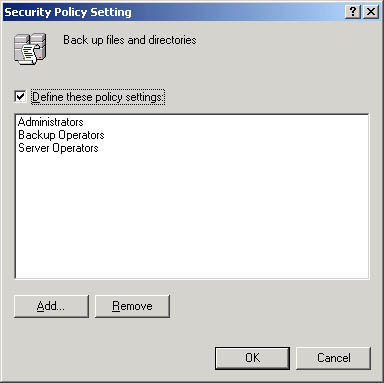 Security Policy Setting
Back up files and directories
Define these policy settings:
Administrators
Backup Operators
Server Operators
Add... Remove
OK Cancel